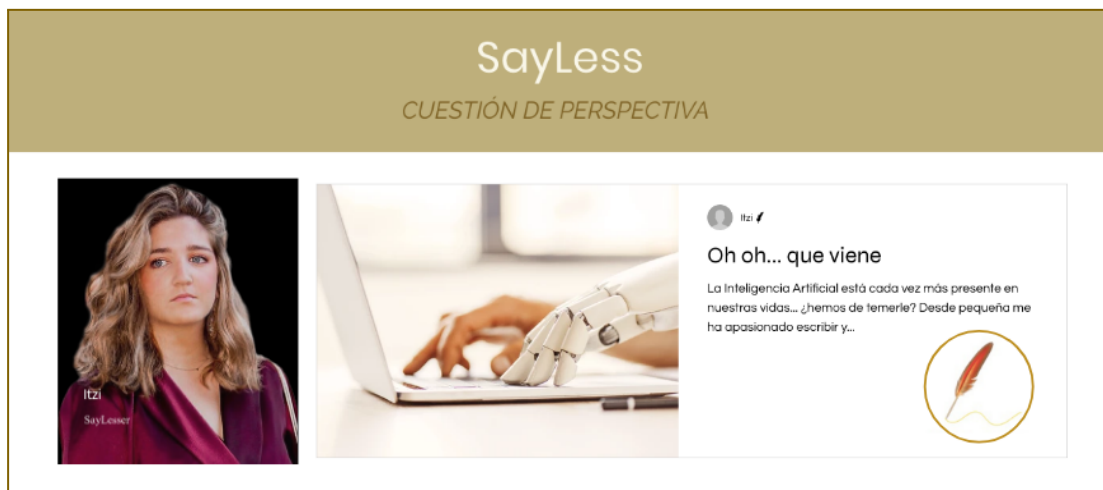 SayLess
CUESTIÓN DE PERSPECTIVA
Itzi
SayLesser
Itzi
Oh oh... que viene
La Inteligencia Artificial está cada vez más presente en
nuestras vidas... ¿hemos de temerle? Desde pequeña me
ha apasionado escribir y...